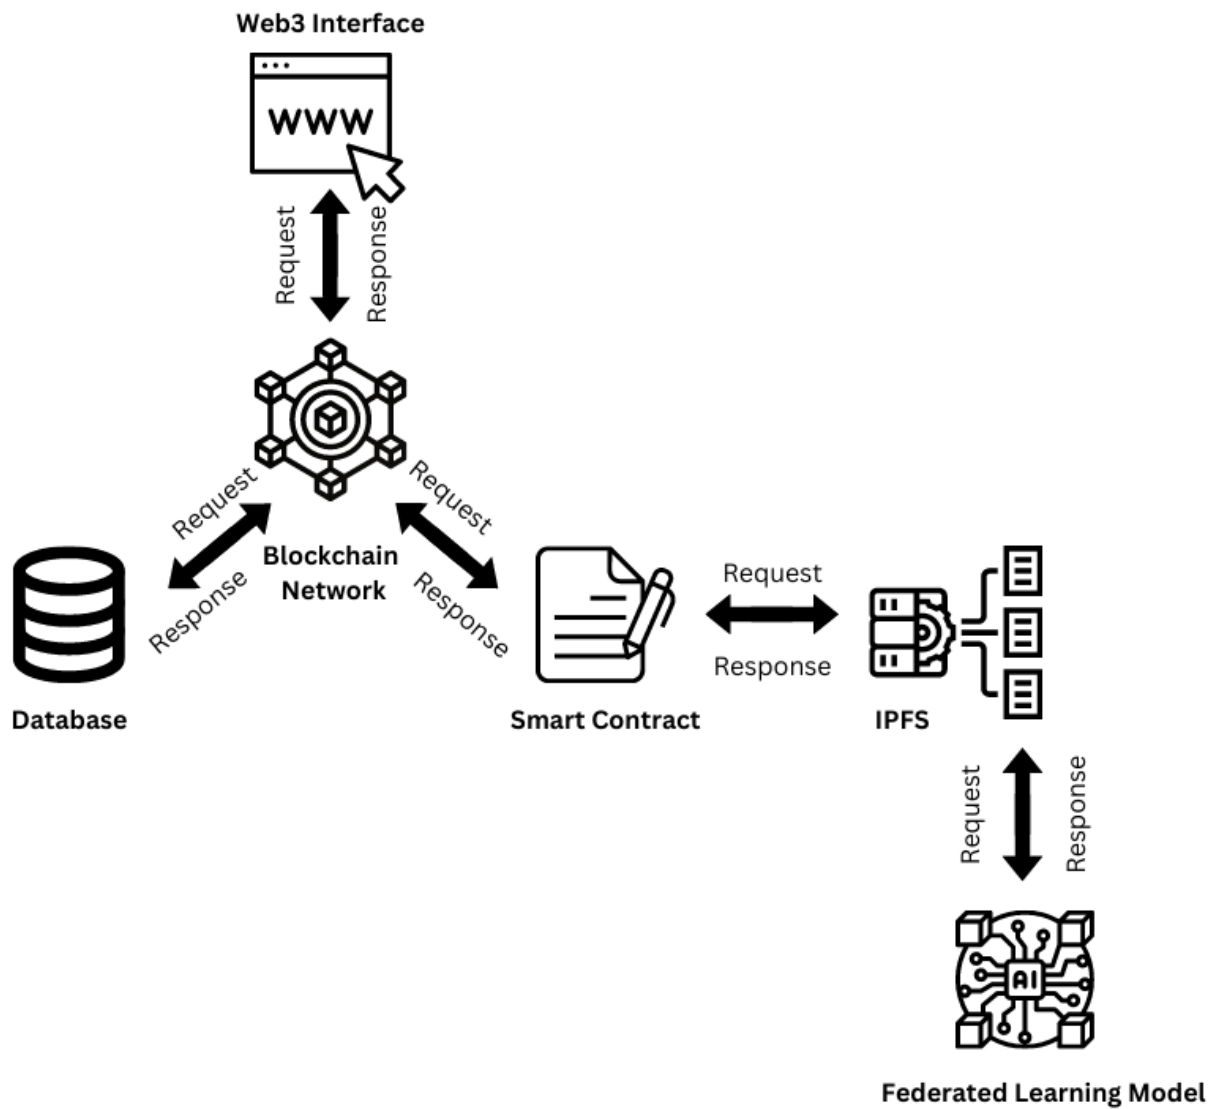 Web3 Interface
WWW
Request
Response
Request
Response
Request
Response
Blockchain
Network
Database
Smart Contract
Request
Response
IPFS
Request
Response
AI
Federated Learning Model